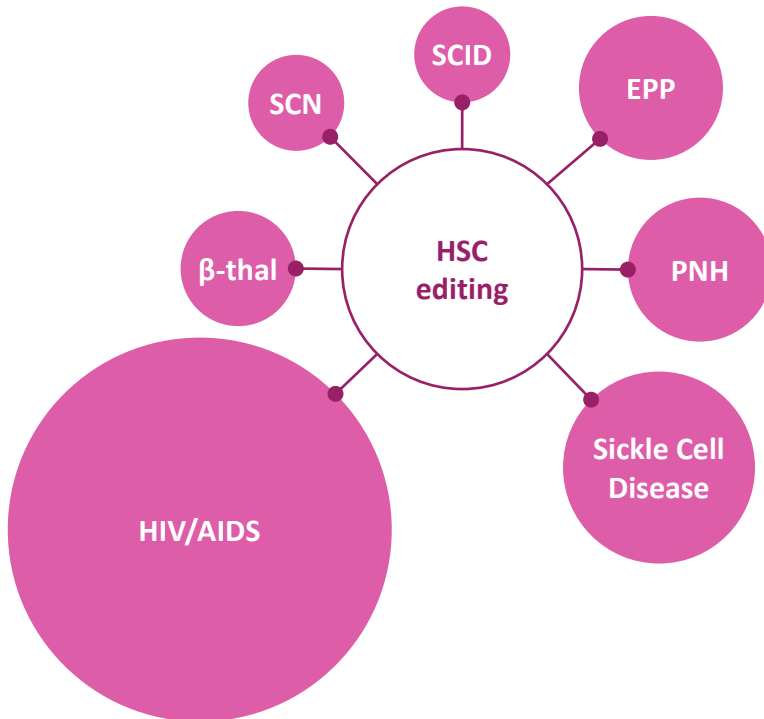 SCID
SCN
EPP
HSC
editing
β-thal
PNH
Sickle Cell
Disease
HIV/AIDS